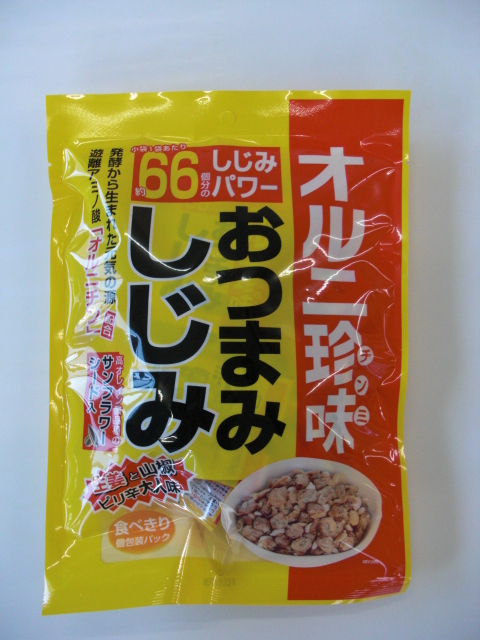 オルニ珍味
チンミ
小袋1袋あたり
約66個分の
しじみ
パワー
おつまみ
しじみ
発酵から生まれた元気の源
遊離アミノ酸「オルニチン」
配合
サンフラワー
シード入
生姜と山椒
ピリ辛大人味
食べきり
個包装パック